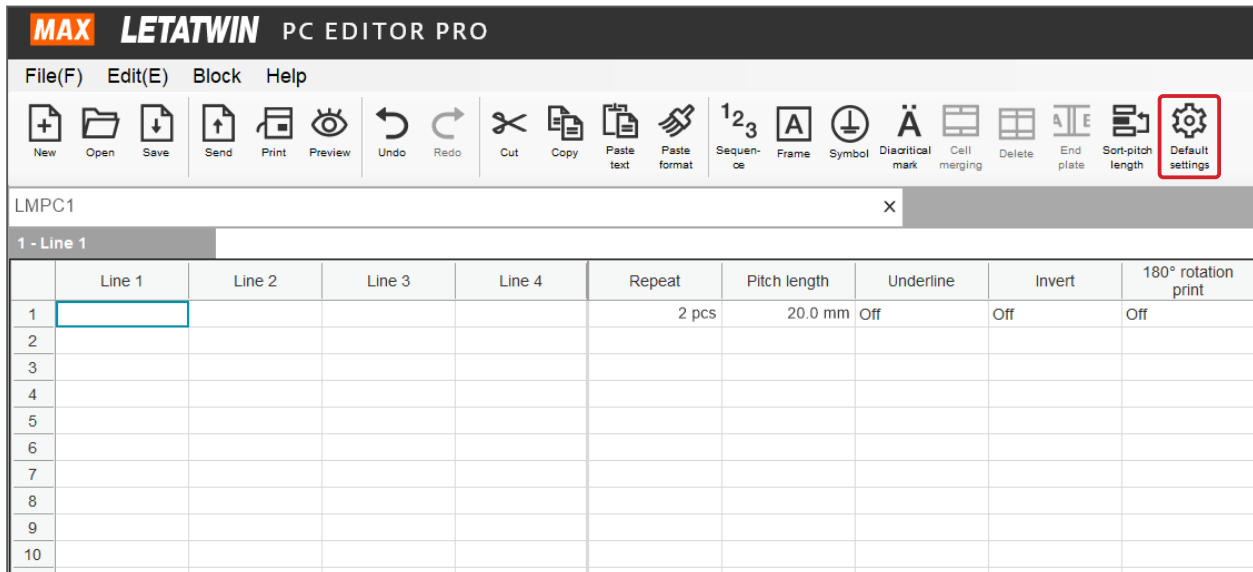 MAX LETATWIN PC EDITOR PRO
File(F) Edit(E) Block Help
New Open Save Send Print Preview Undo Redo Cut Copy Paste text Paste format Sequen-ce Frame Symbol Diacritical mark Cell merging Delete End plate Sort-pitch length Default settings
LMPC1 ×
1 - Line 1
Line 1 Line 2 Line 3 Line 4 Repeat Pitch length Underline Invert 180° rotation print
1 2 pcs 20.0 mm Off Off Off
2
3
4
5
6
7
8
9
10